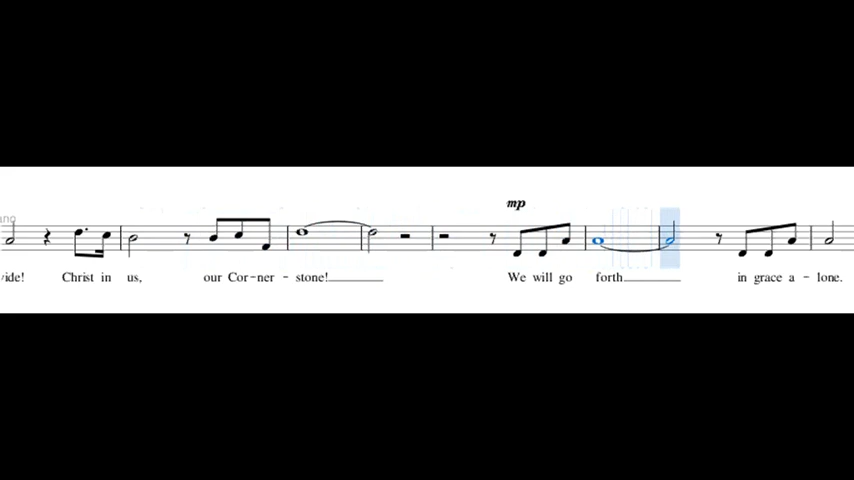 mp
vide! Christ in us, our Cor-ner-stone! We will go forth in grace a-lone.